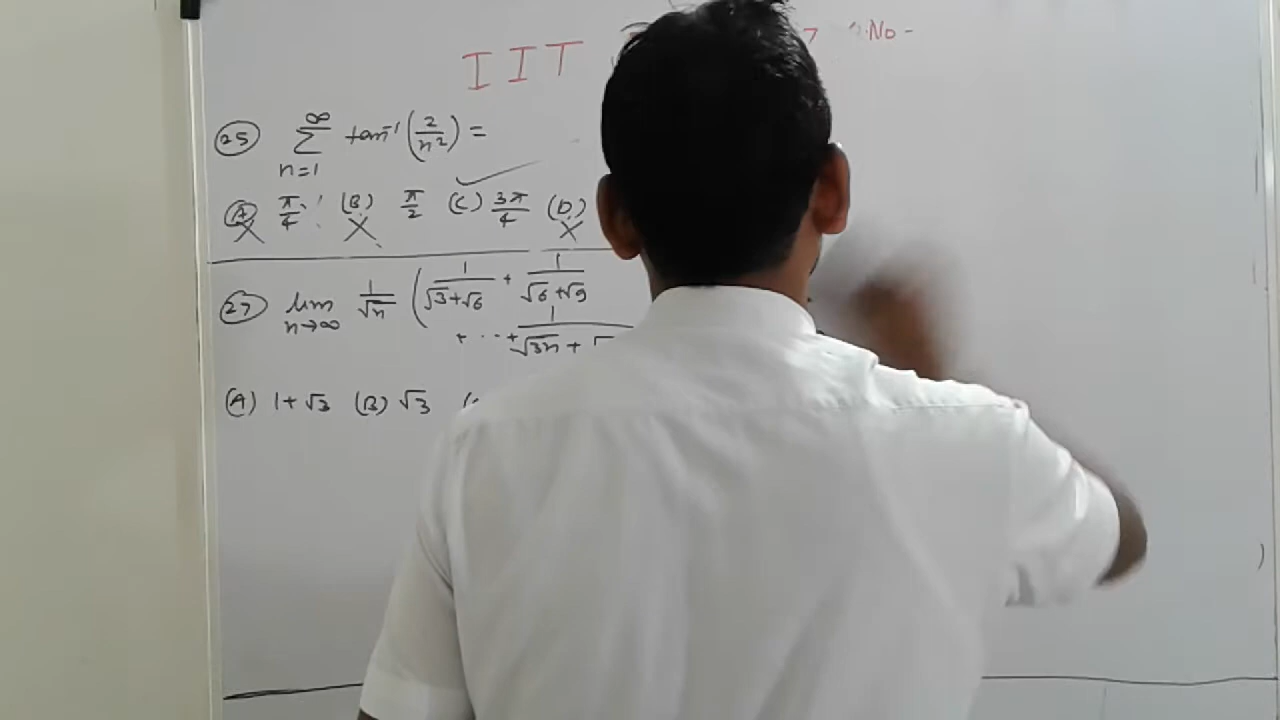 IIT No -
(25) ∞∑n=1 tan⁻¹(2/n²) =
(A) π/4 (B) π/2 (C) 3π/4 (D)
(27) lim n→∞ 1/√n (1/(√3+√6) + 1/(√6+√9)
+ ... + 1/(√3n + √
(A) 1+√3 (B) √3